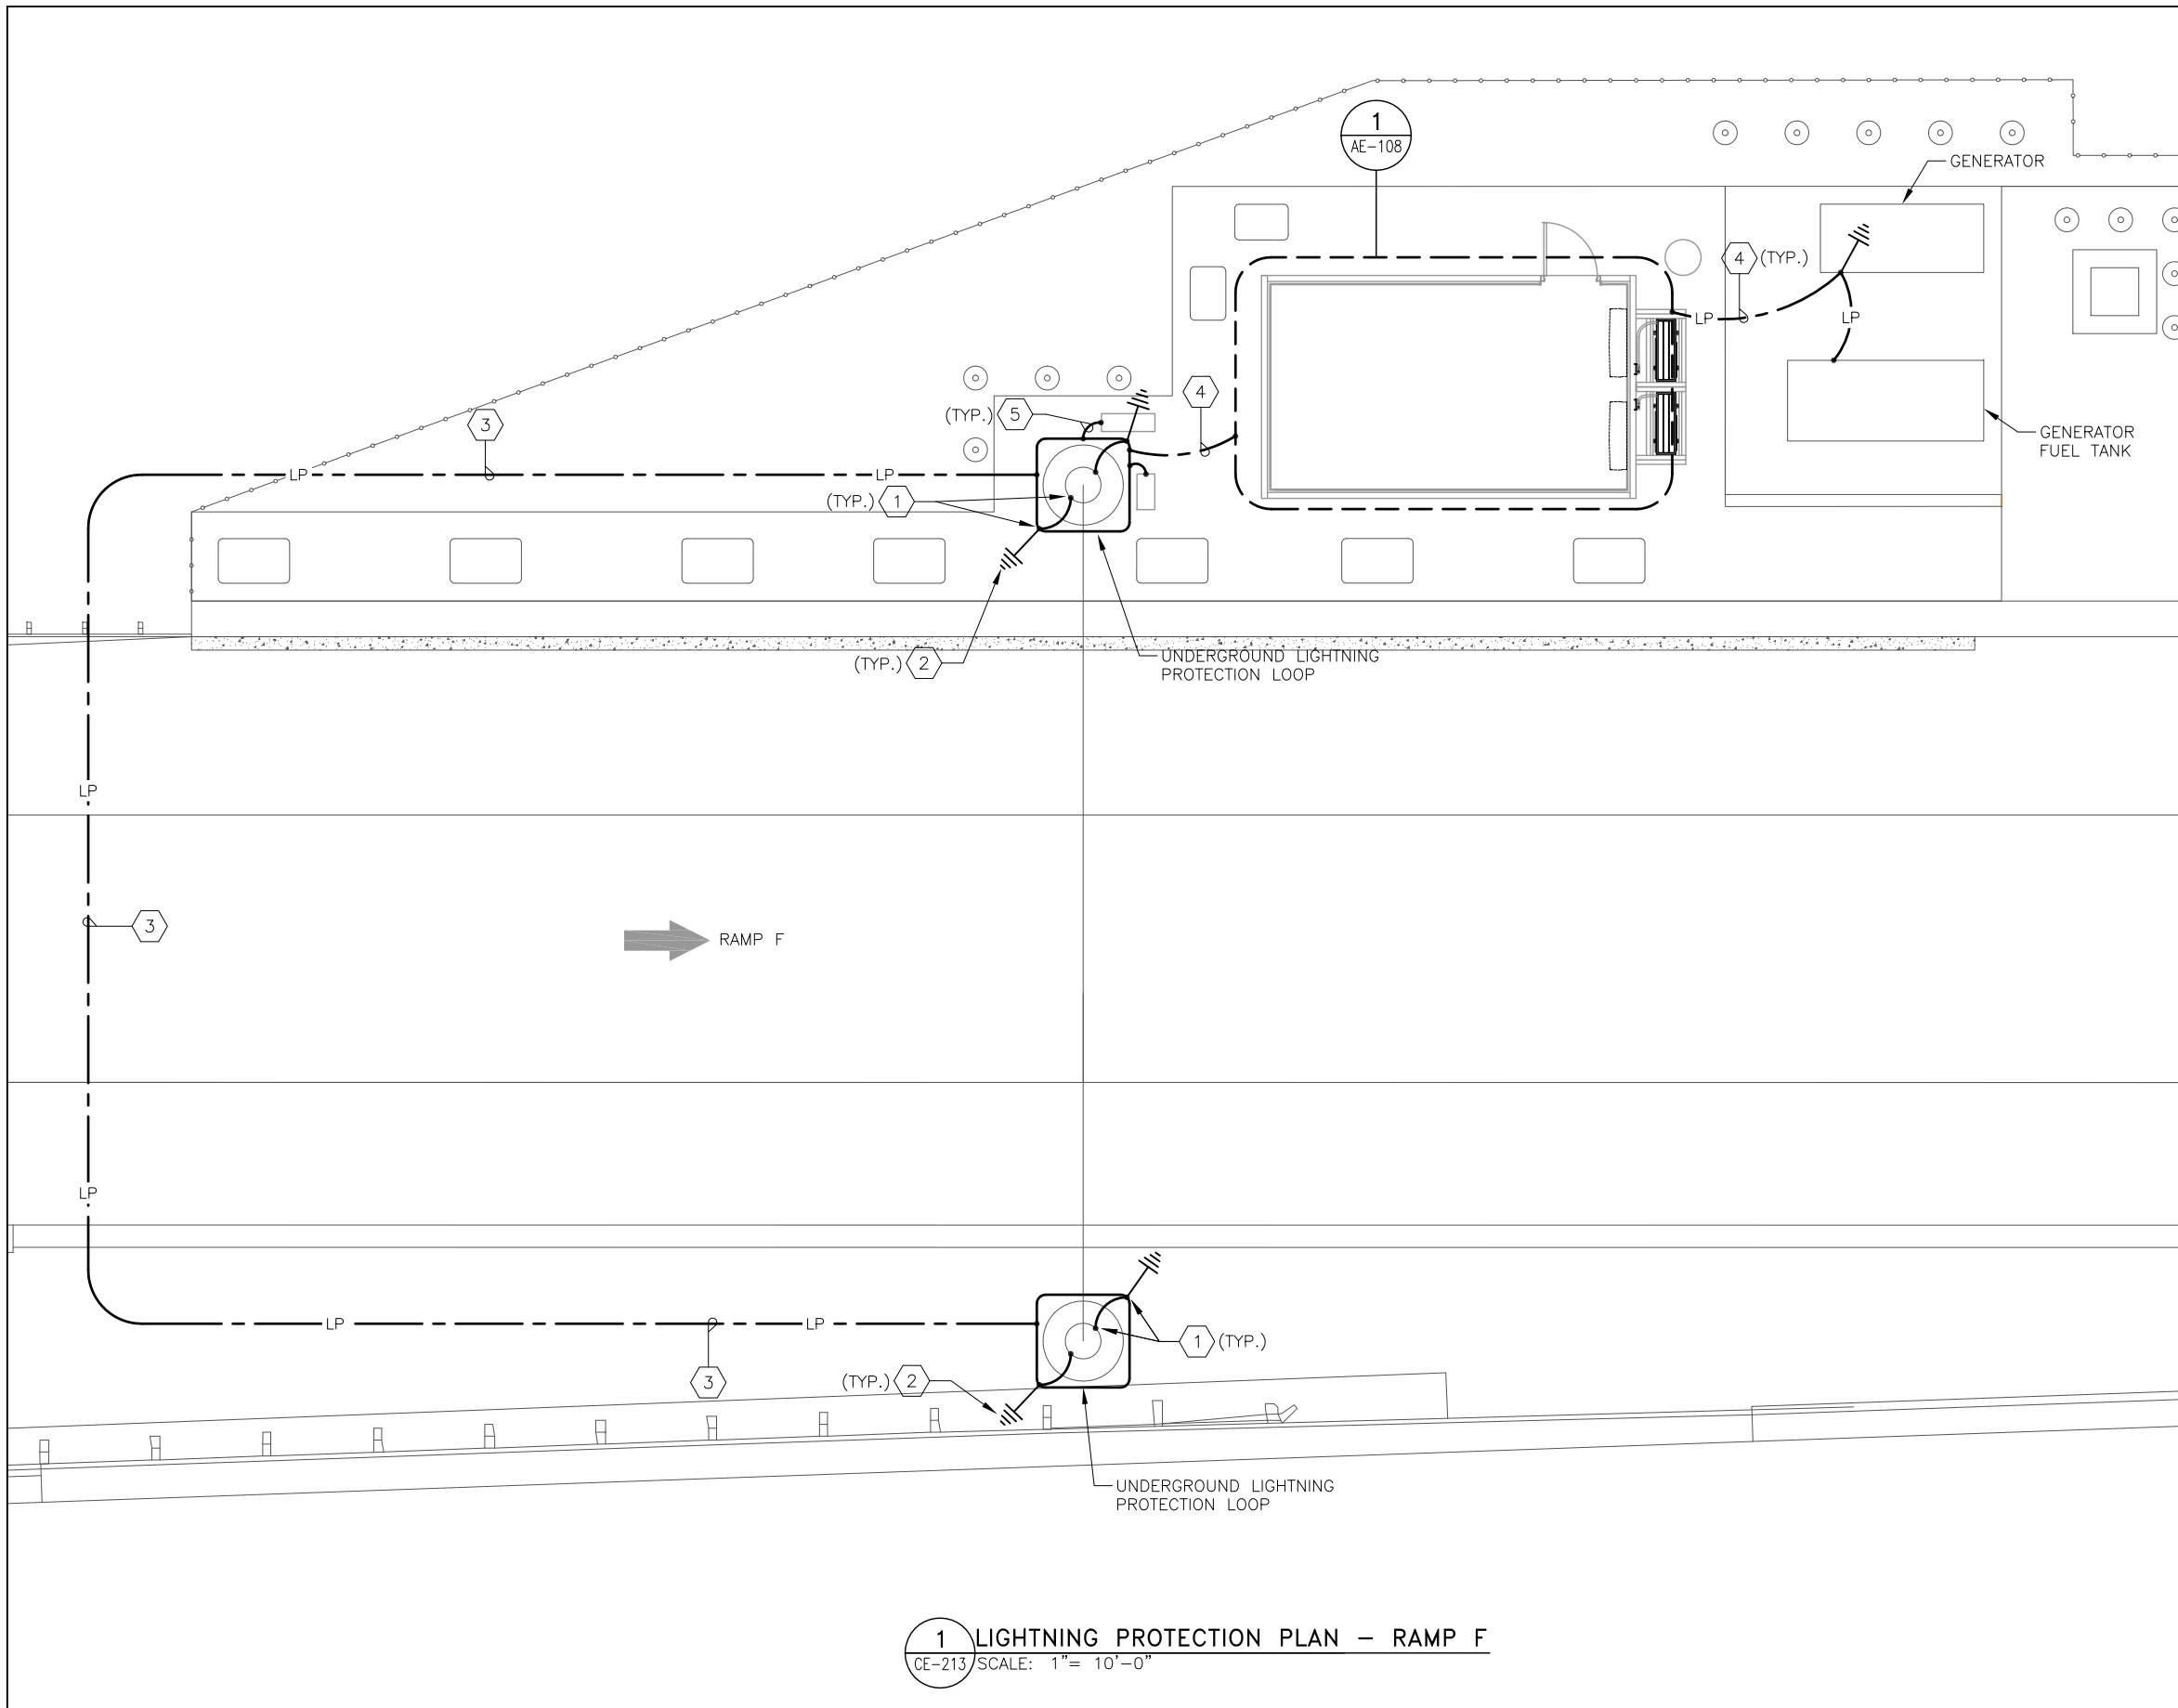 1
AE-108
GENERATOR
4 (TYP.)
LP
LP
4
(TYP.) 5
3
GENERATOR
FUEL TANK
LP
LP
(TYP.) 1
UNDERGROUND LIGHTNING
PROTECTION LOOP
(TYP.) 2
LP
3
RAMP F
LP
LP
LP
1 (TYP.)
3
(TYP.) 2
UNDERGROUND LIGHTNING
PROTECTION LOOP
1
CE-213
LIGHTNING PROTECTION PLAN - RAMP F
SCALE: 1"= 10'-0"